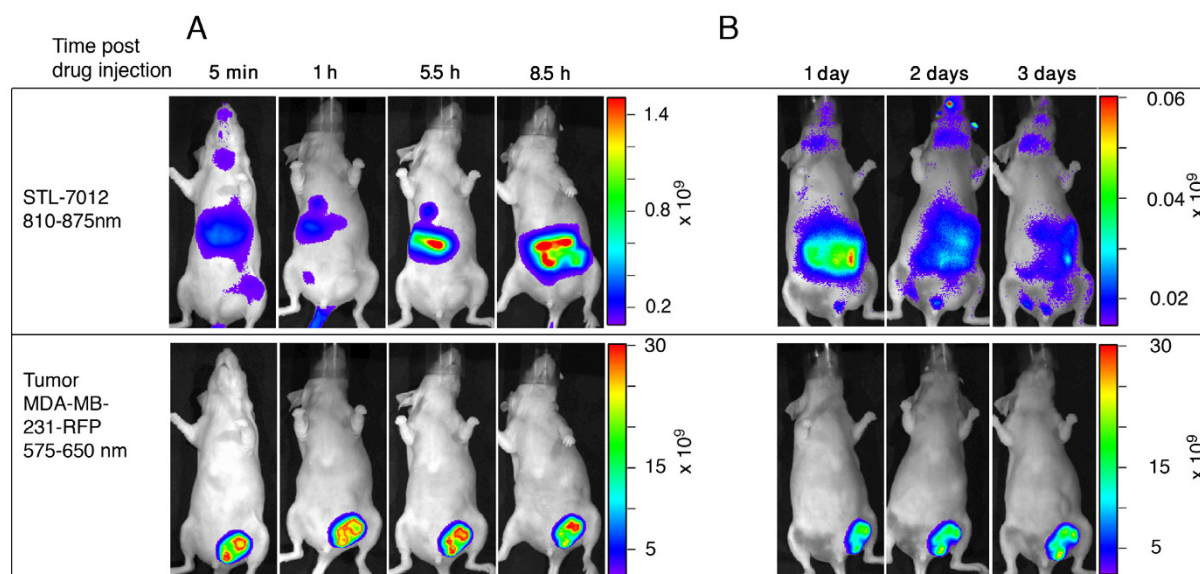 A
B
Time post
drug injection
5 min
1 h
5.5 h
8.5 h
1 day
2 days
3 days
STL-7012
810-875nm
1.4
0.8
0.2
x 10⁹
0.06
0.04
0.02
x 10⁹
Tumor
MDA-MB-
231-RFP
575-650 nm
30
15
5
x 10⁹
30
15
5
x 10⁹